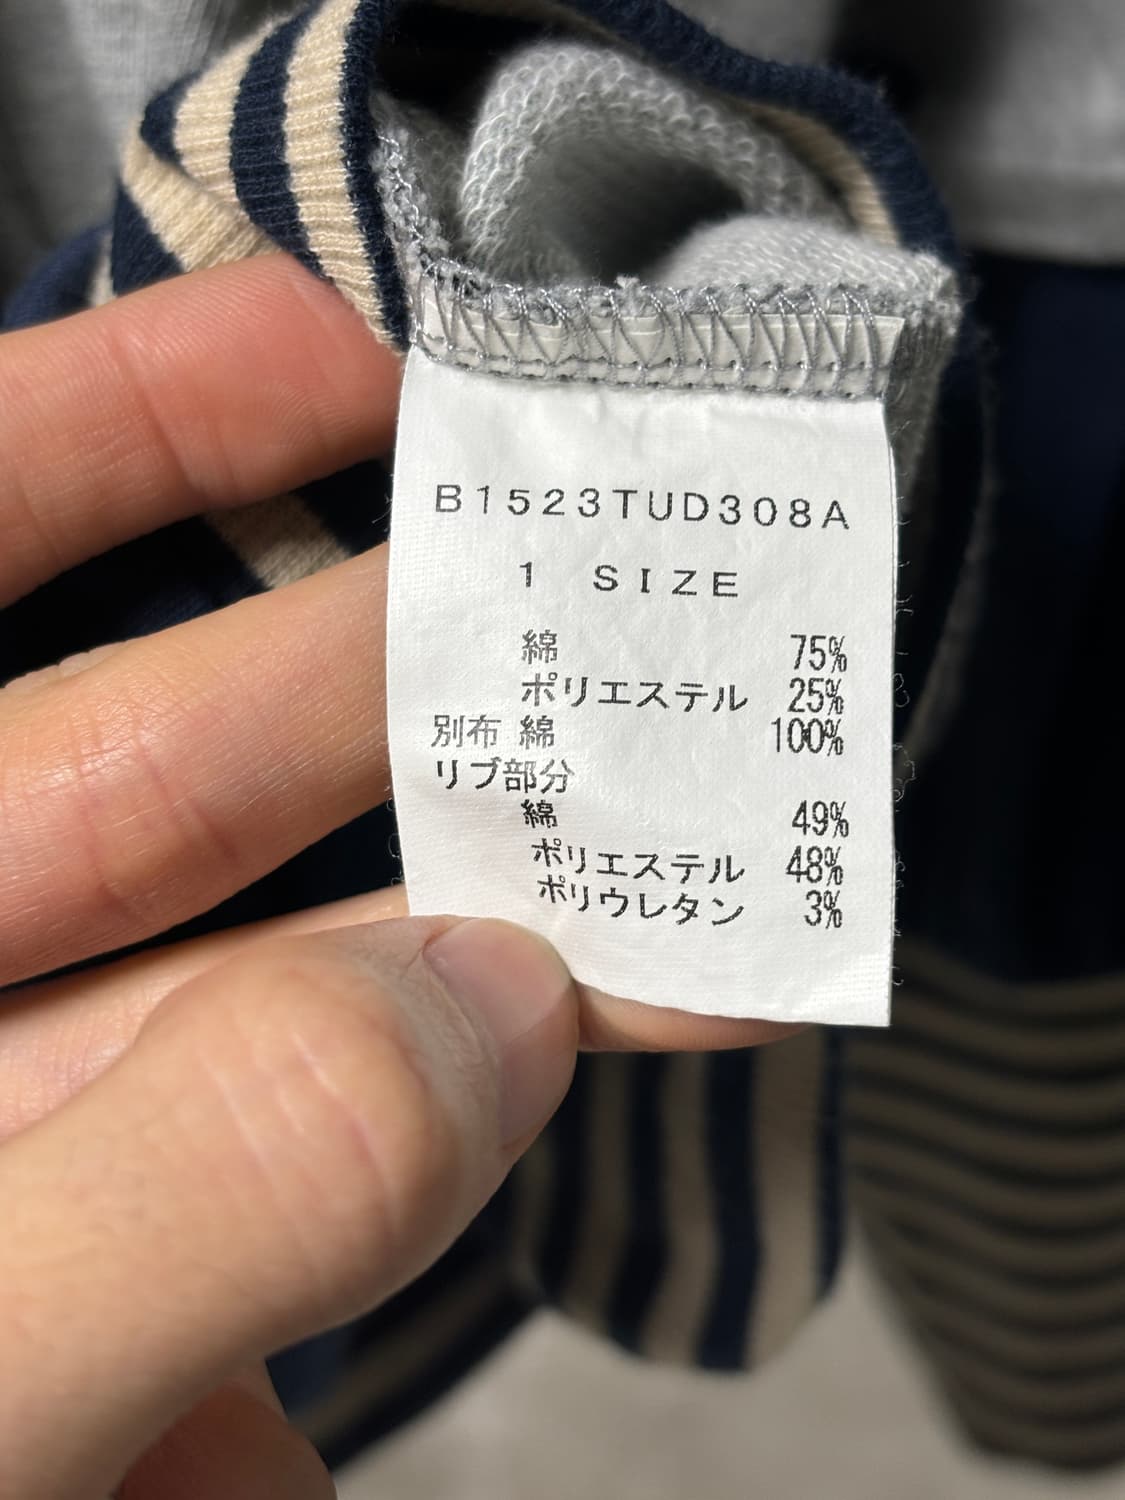 B1523TUD308A
1 SIZE
綿 75%
ポリエステル 25%
別布 綿 100%
リブ部分
綿 49%
ポリエステル 48%
ポリウレタン 3%